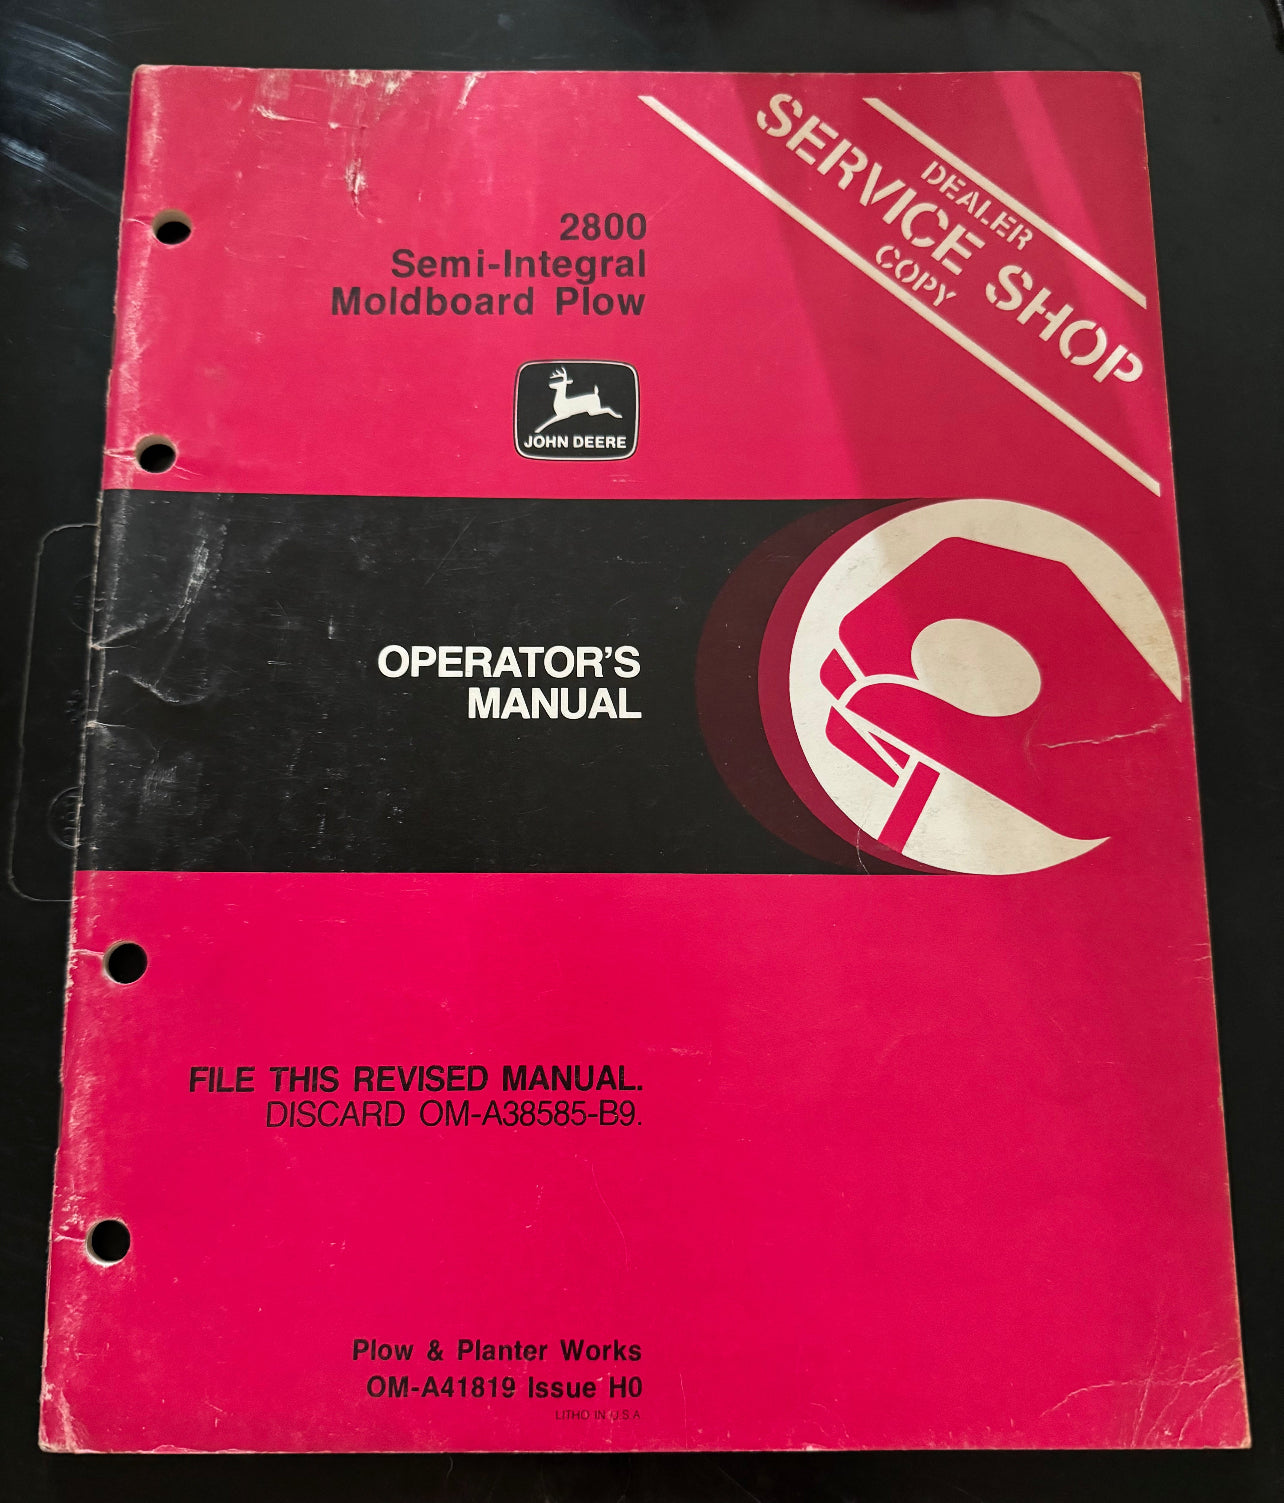 DEALER
SERVICE SHOP
COPY
2800
Semi-Integral
Moldboard Plow
JOHN DEERE
OPERATOR'S
MANUAL
FILE THIS REVISED MANUAL.
DISCARD OM-A38585-B9.
Plow & Planter Works
OM-A41819 Issue H0
LITHO IN U.S.A